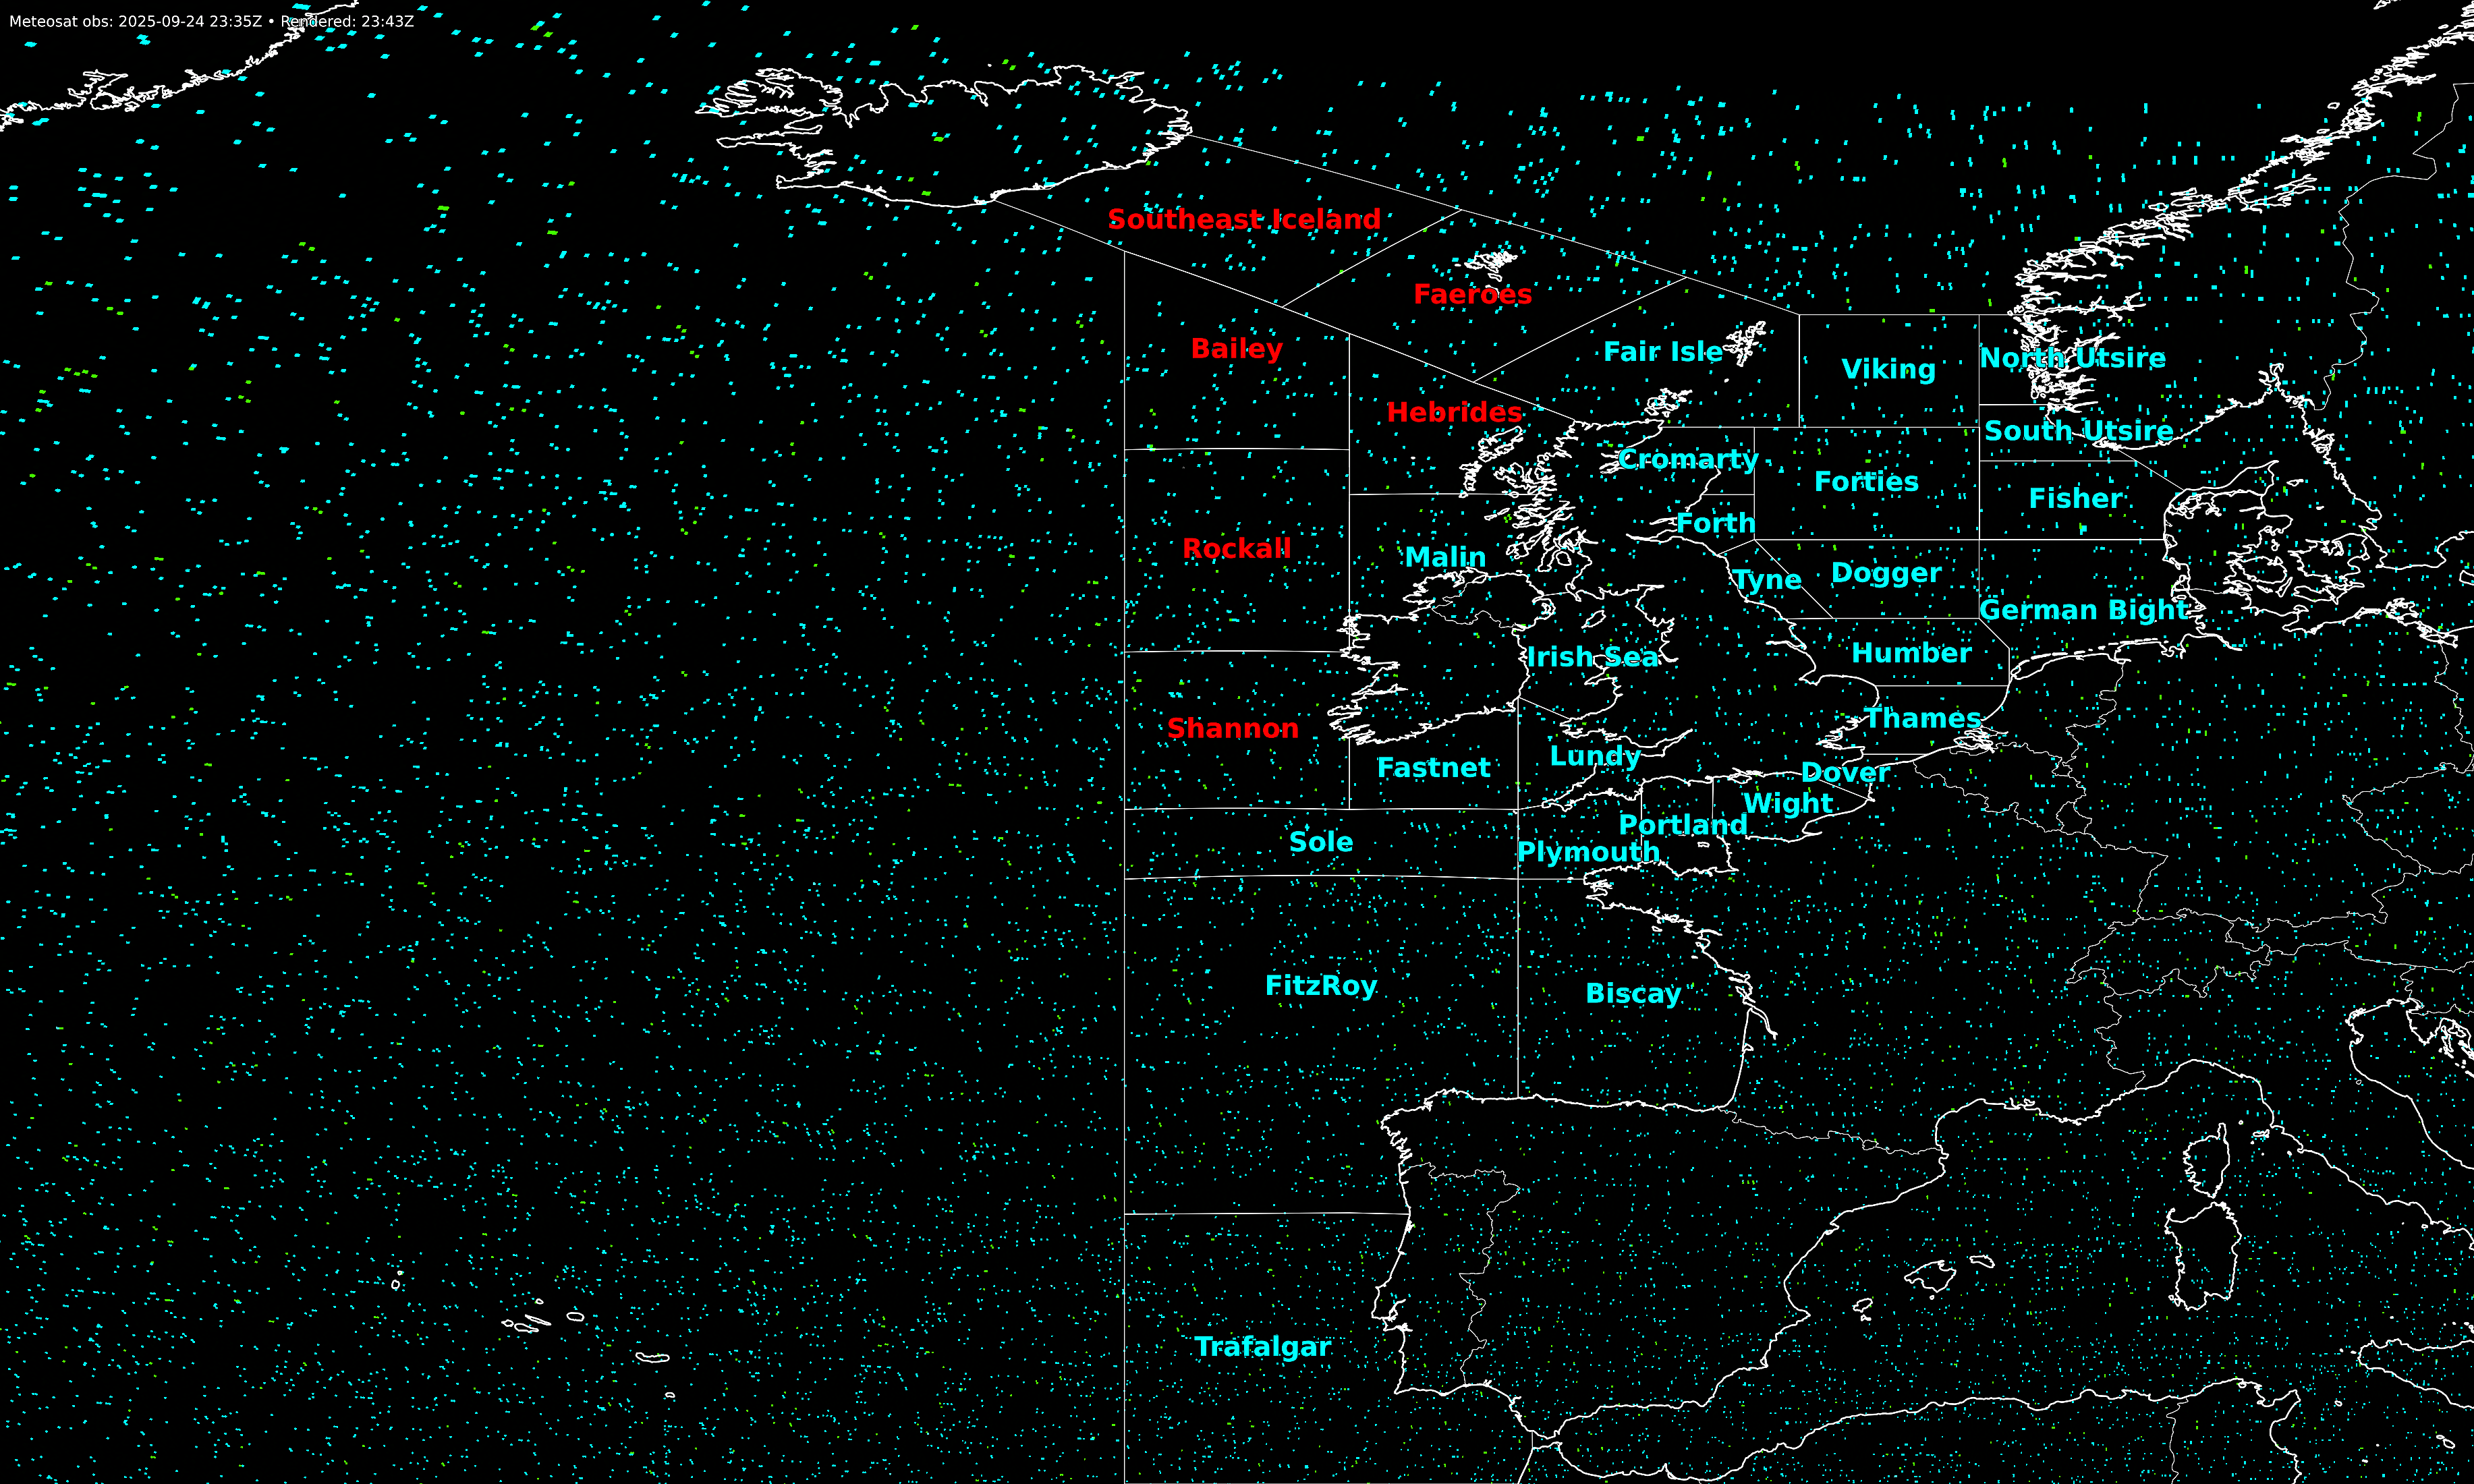 Meteosat obs: 2025-09-24 23:35Z • Rendered: 23:43Z
Southeast Iceland
Faeroes
Bailey
Fair Isle
Viking
North Utsire
Hebrides
South Utsire
Cromarty
Forties
Fisher
Forth
Rockall
Malin
Tyne
Dogger
German Bight
Irish Sea
Humber
Shannon
Thames
Fastnet
Lundy
Dover
Wight
Portland
Sole
Plymouth
FitzRoy
Biscay
Trafalgar